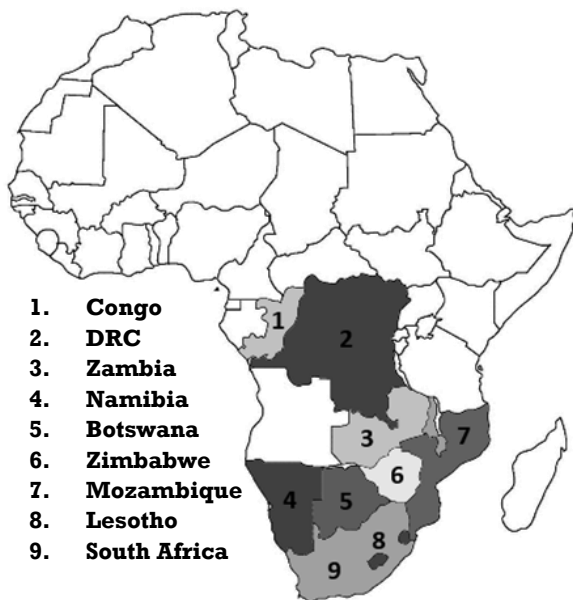 1. Congo
2. DRC
3. Zambia
4. Namibia
5. Botswana
6. Zimbabwe
7. Mozambique
8. Lesotho
9. South Africa
1
2
3
7
6
4
5
8
9